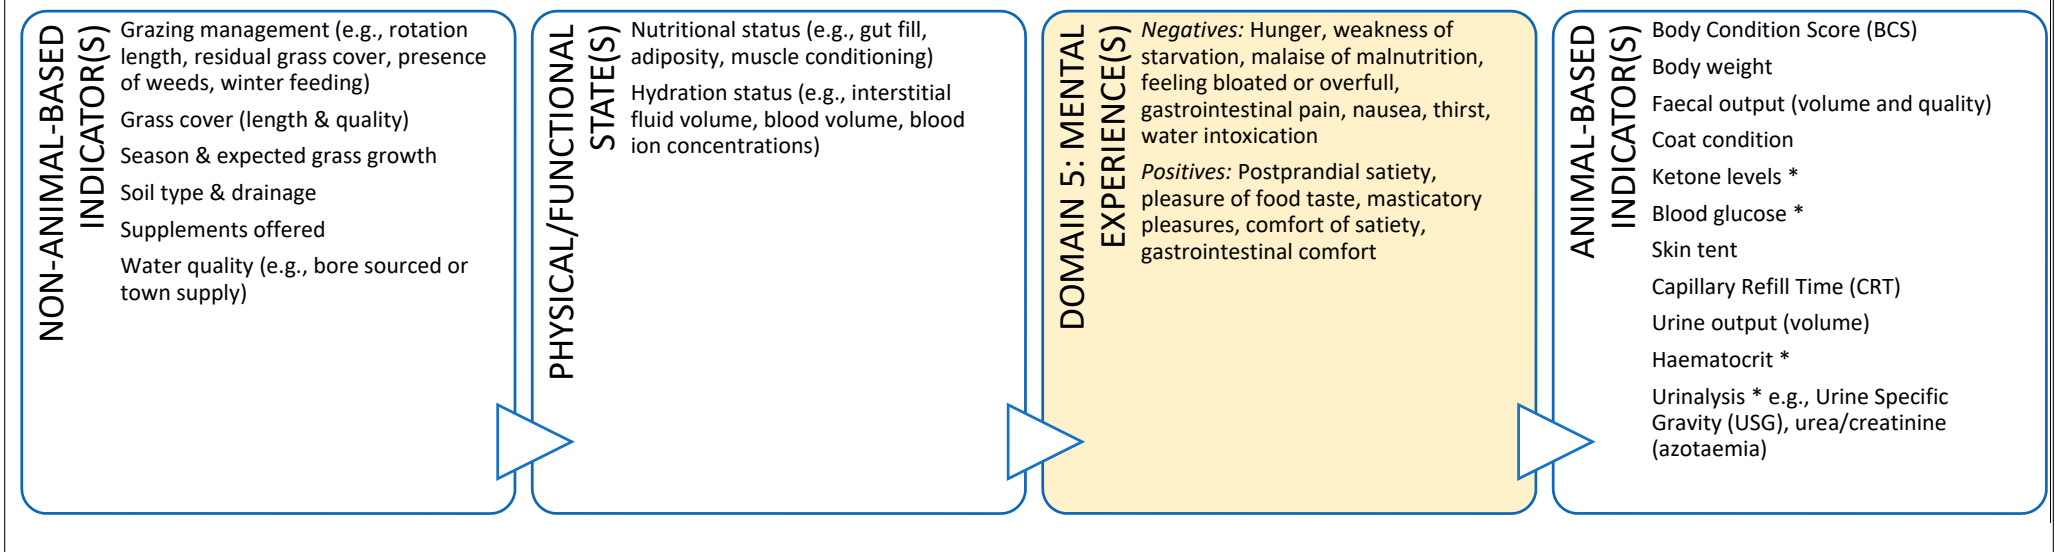 NON-ANIMAL-BASED
INDICATOR(S)
Grazing management (e.g., rotation
length, residual grass cover, presence
of weeds, winter feeding)
Grass cover (length & quality)
Season & expected grass growth
Soil type & drainage
Supplements offered
Water quality (e.g., bore sourced or
town supply)
PHYSICAL/FUNCTIONAL
STATE(S)
Nutritional status (e.g., gut fill,
adiposity, muscle conditioning)
Hydration status (e.g., interstitial
fluid volume, blood volume, blood
ion concentrations)
DOMAIN 5: MENTAL
EXPERIENCE(S)
Negatives: Hunger, weakness of
starvation, malaise of malnutrition,
feeling bloated or overfull,
gastrointestinal pain, nausea, thirst,
water intoxication
Positives: Postprandial satiety,
pleasure of food taste, masticatory
pleasures, comfort of satiety,
gastrointestinal comfort
ANIMAL-BASED
INDICATOR(S)
Body Condition Score (BCS)
Body weight
Faecal output (volume and quality)
Coat condition
Ketone levels *
Blood glucose *
Skin tent
Capillary Refill Time (CRT)
Urine output (volume)
Haematocrit *
Urinalysis * e.g., Urine Specific
Gravity (USG), urea/creatinine
(azotaemia)